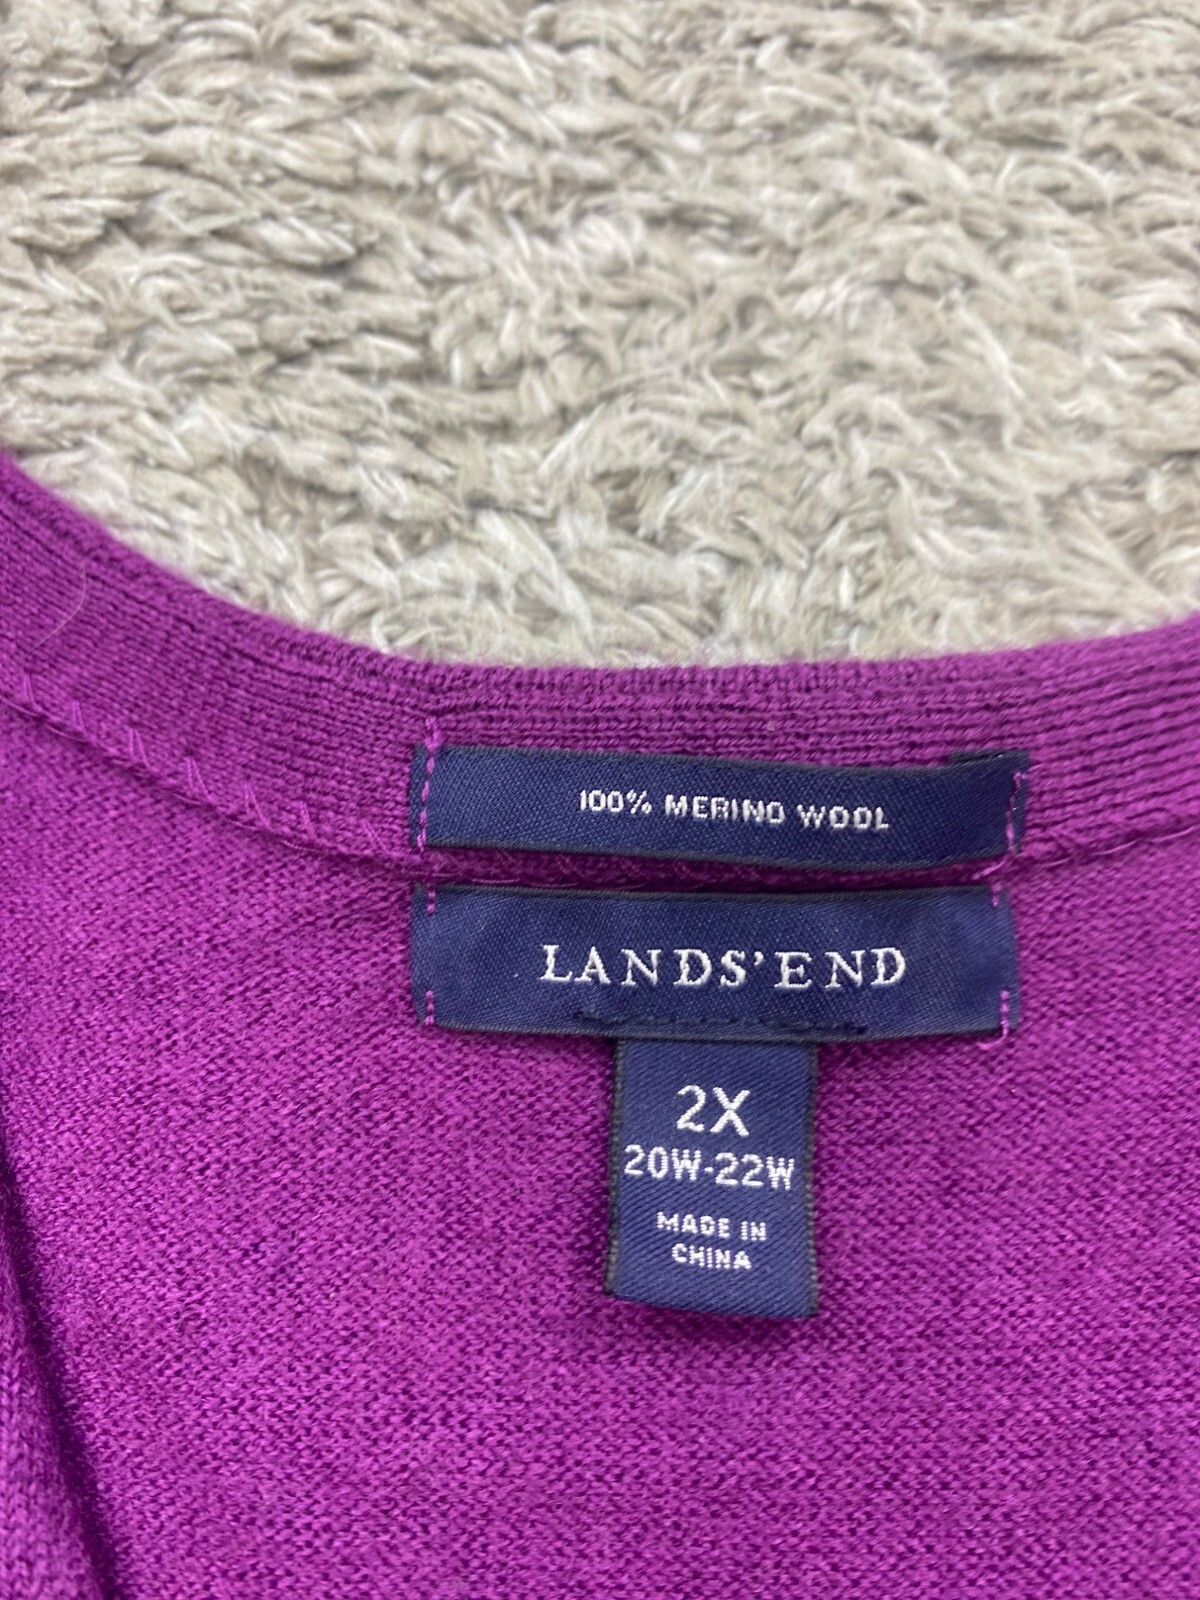 100% MERINO WOOL
LANDS' END
2X
20W-22W
MADE IN
CHINA